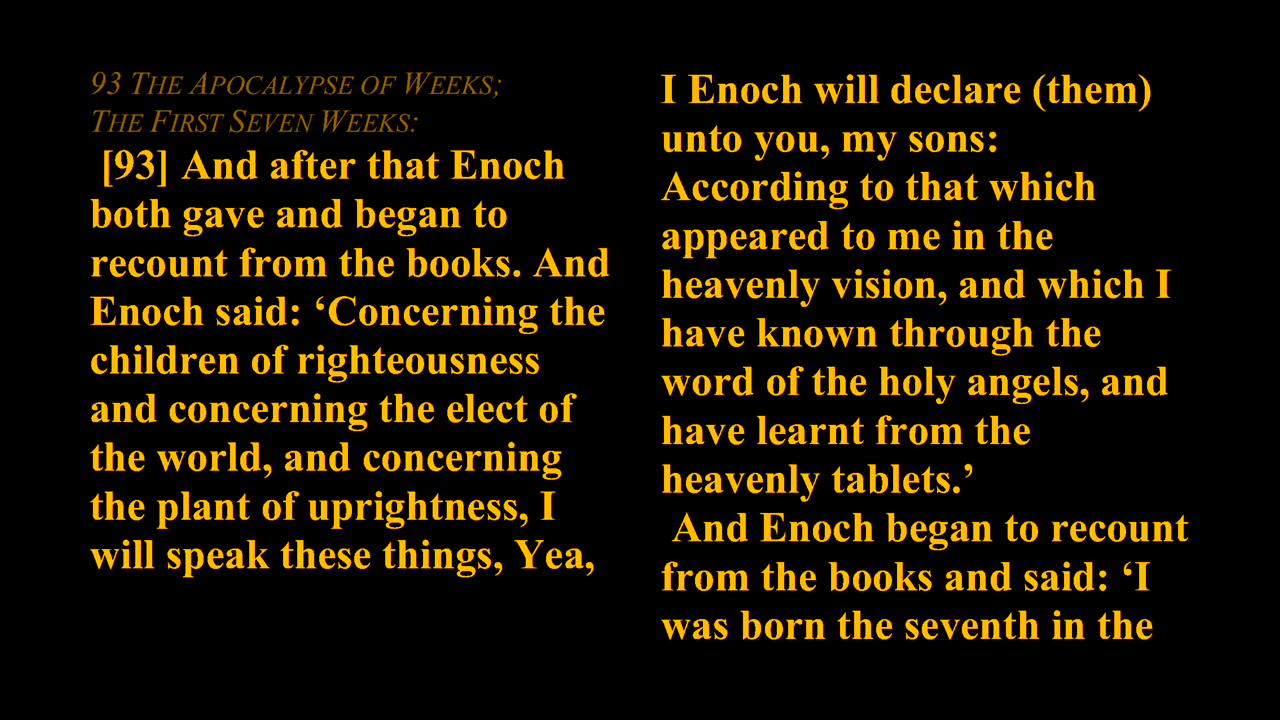 93 THE APOCALYPSE OF WEEKS;
THE FIRST SEVEN WEEKS:
[93] And after that Enoch
both gave and began to
recount from the books. And
Enoch said: ‘Concerning the
children of righteousness
and concerning the elect of
the world, and concerning
the plant of uprightness, I
will speak these things, Yea,
I Enoch will declare (them)
unto you, my sons:
According to that which
appeared to me in the
heavenly vision, and which I
have known through the
word of the holy angels, and
have learnt from the
heavenly tablets.’
And Enoch began to recount
from the books and said: ‘I
was born the seventh in the